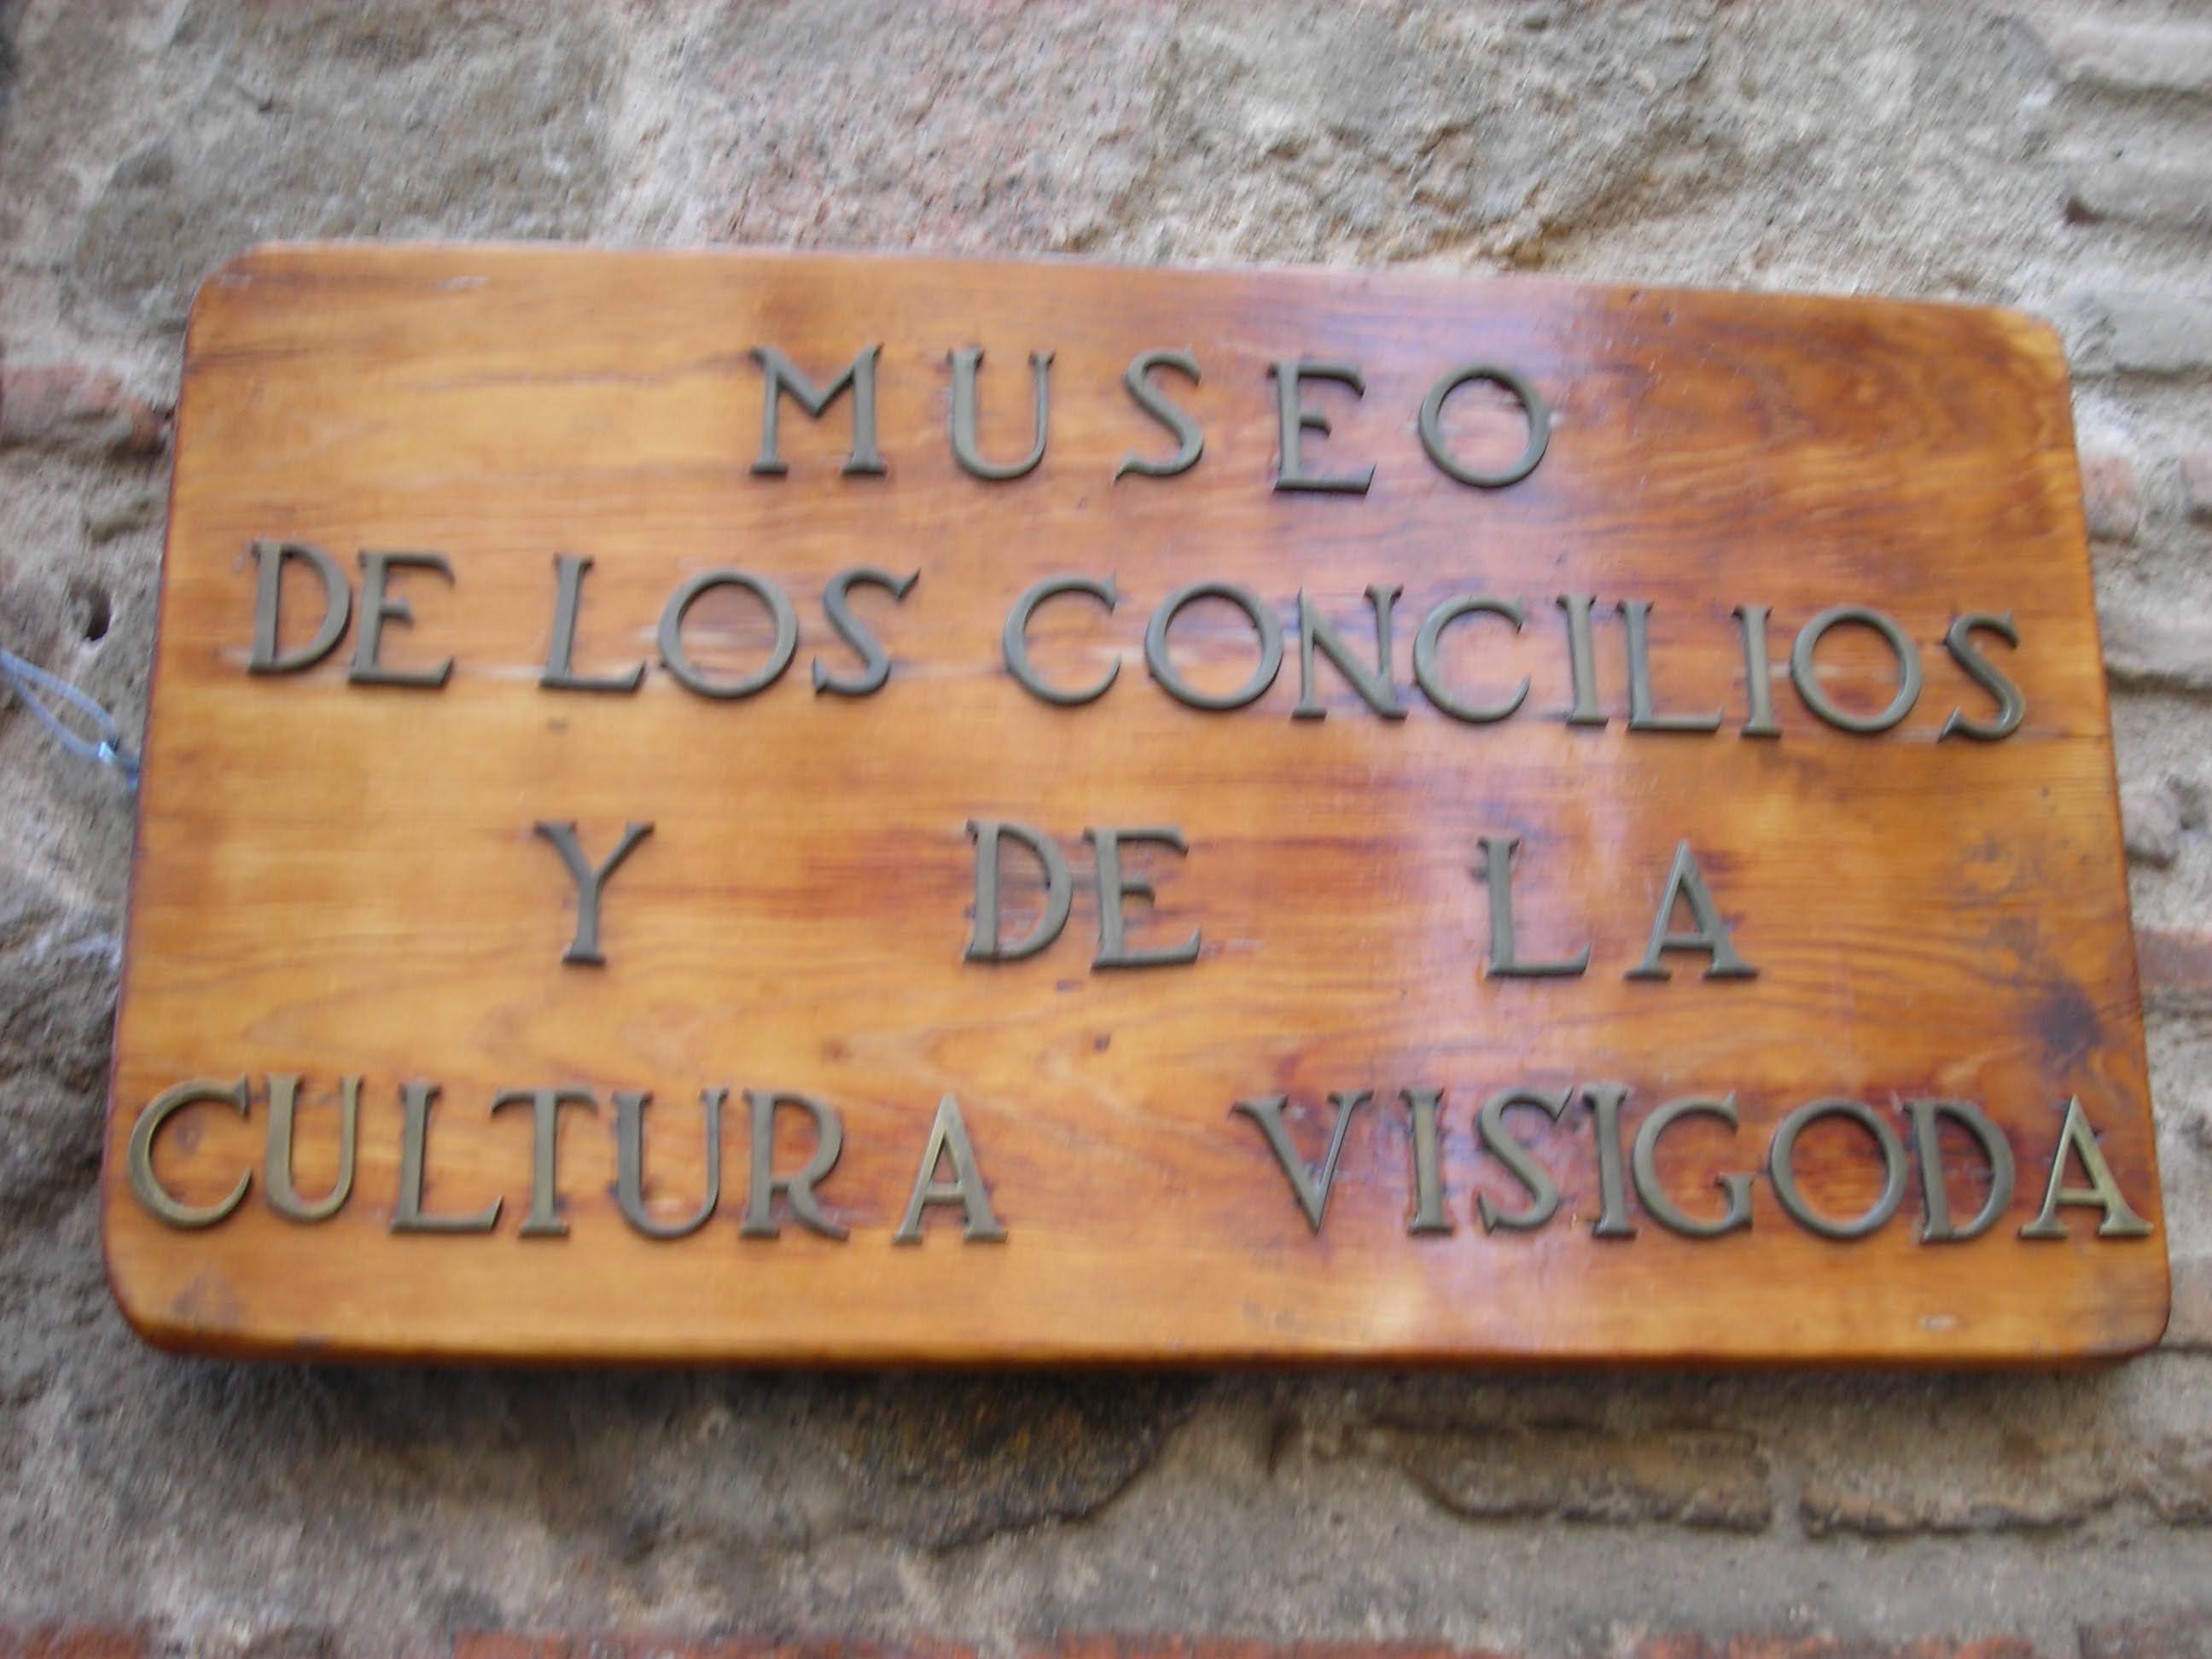 MUSEO
DE LOS CONCILIOS
Y DE LA
CULTURA VISIGODA